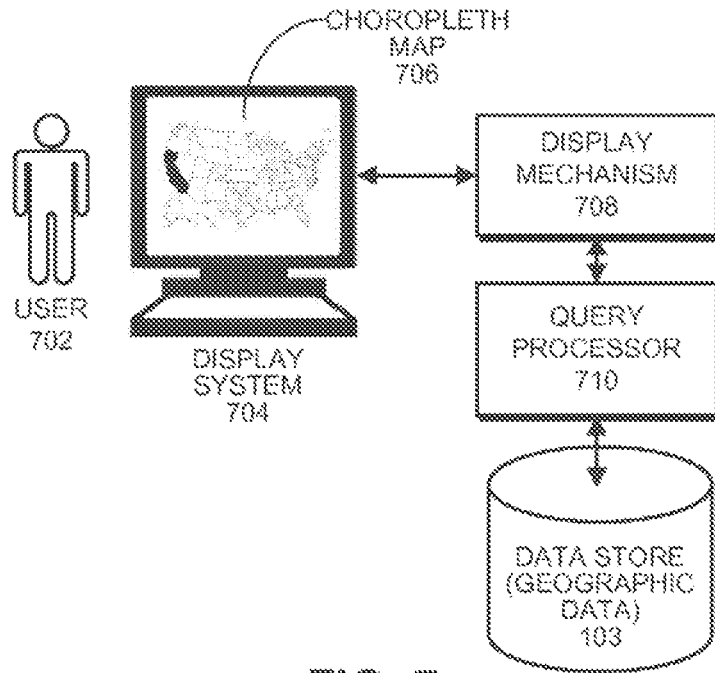 CHOROPLETH
MAP
706
USER
702
DISPLAY
SYSTEM
704
DISPLAY
MECHANISM
708
QUERY
PROCESSOR
710
DATA STORE
(GEOGRAPHIC
DATA)
103